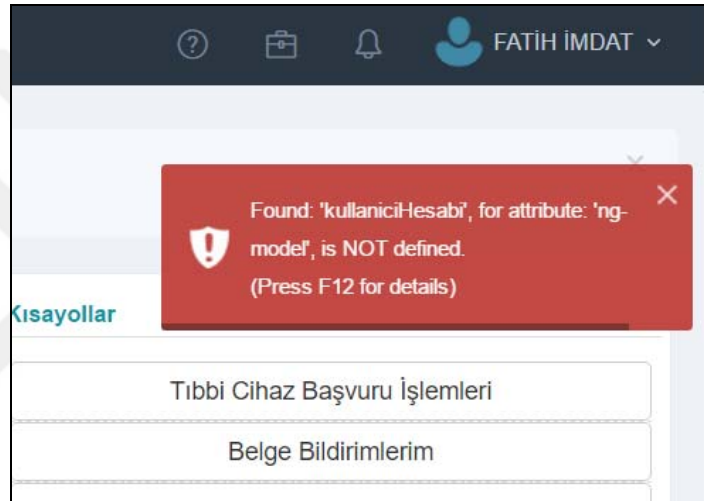 FATİH İMDAT
Found: 'kullaniciHesabi', for attribute: 'ng-
model', is NOT defined.
(Press F12 for details)
Kısayollar
Tıbbi Cihaz Başvuru İşlemleri
Belge Bildirimlerim